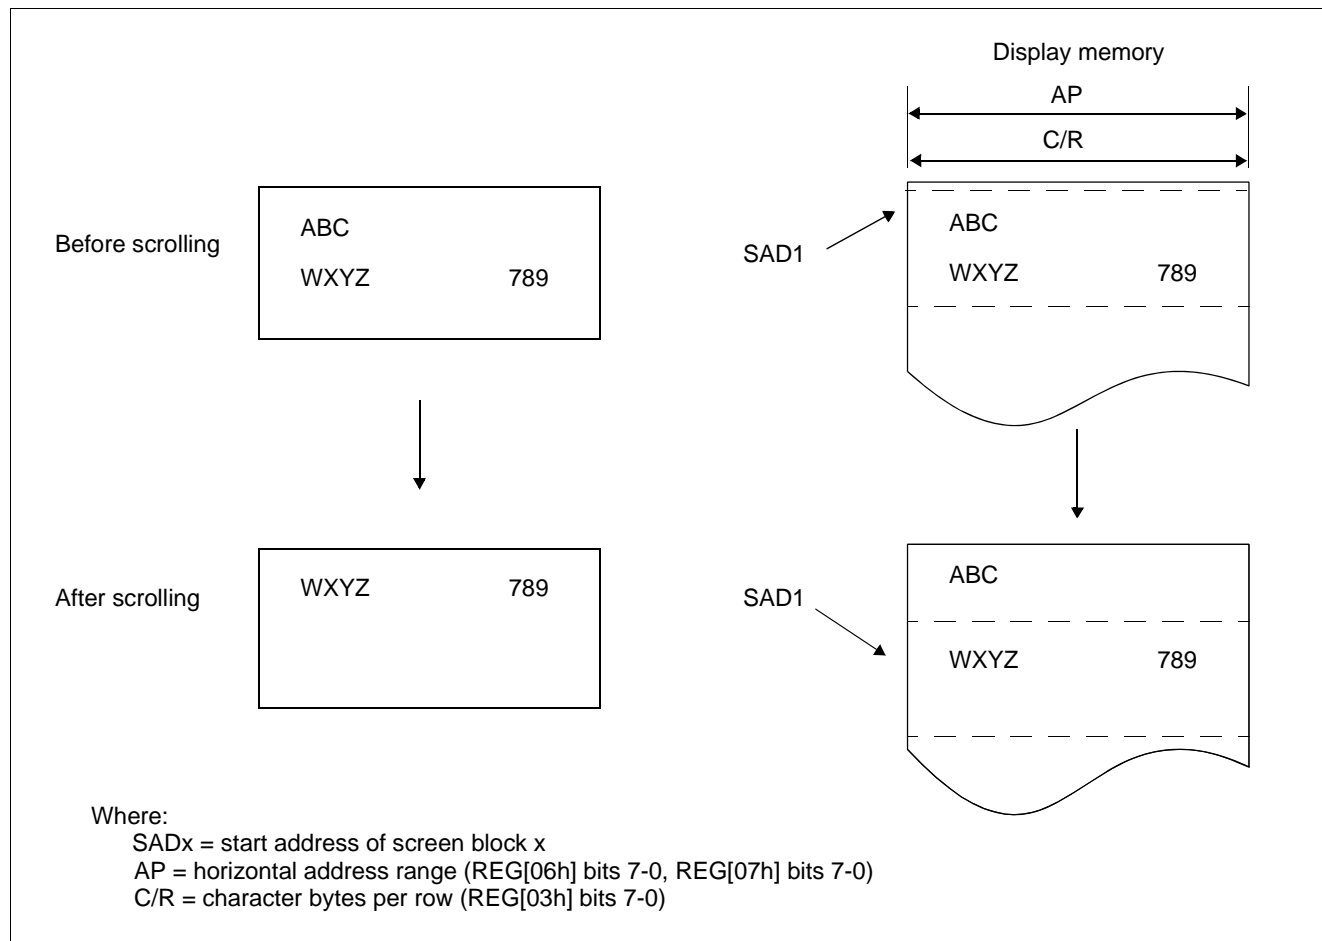 Display memory
AP
C/R
Before scrolling
ABC
WXYZ 789
SAD1
ABC
WXYZ 789
After scrolling
WXYZ 789
SAD1
ABC
WXYZ 789
Where:
SADx = start address of screen block x
AP = horizontal address range (REG[06h] bits 7-0, REG[07h] bits 7-0)
C/R = character bytes per row (REG[03h] bits 7-0)